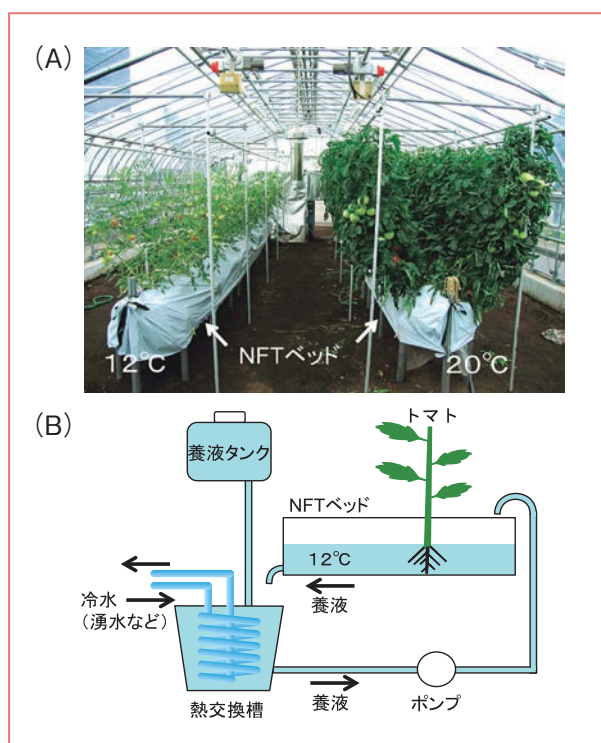 (A)
12℃
NFTベッド
20℃
(B)
養液タンク
トマト
NFTベッド
12℃
養液
冷水
(湧水など)
熱交換槽
養液
ポンプ